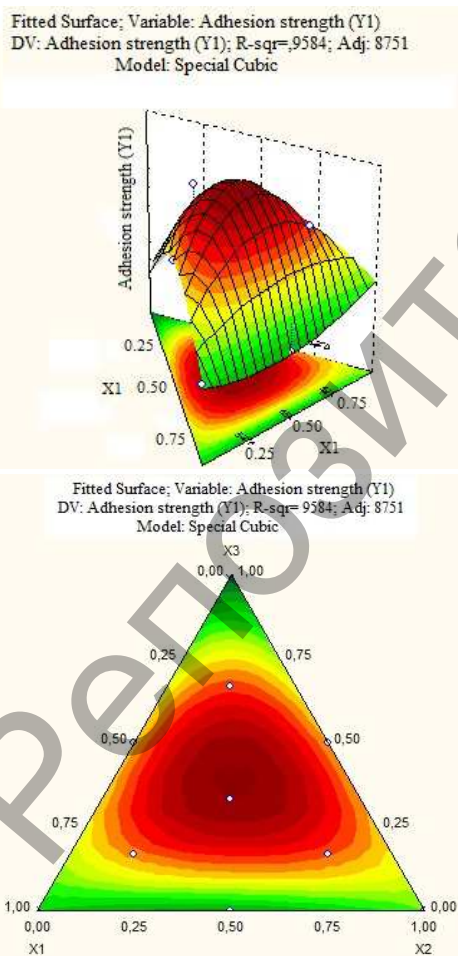 Fitted Surface; Variable: Adhesion strength (Y1)
DV: Adhesion strength (Y1); R-sqr=,9584; Adj: 8751
Model: Special Cubic
Adhesion strength (Y1)
0.25
X1 0.50
0.75
0.75
0.50
0.25 X1
Fitted Surface; Variable: Adhesion strength (Y1)
DV: Adhesion strength (Y1); R-sqr= 9584; Adj: 8751
Model: Special Cubic
X3
0,00 1,00
0,25 0,75
0,50 0,50
0,75 0,25
1,00 0,00
0,00 0,25 0,50 0,75 1,00
X1 X2
Репозит